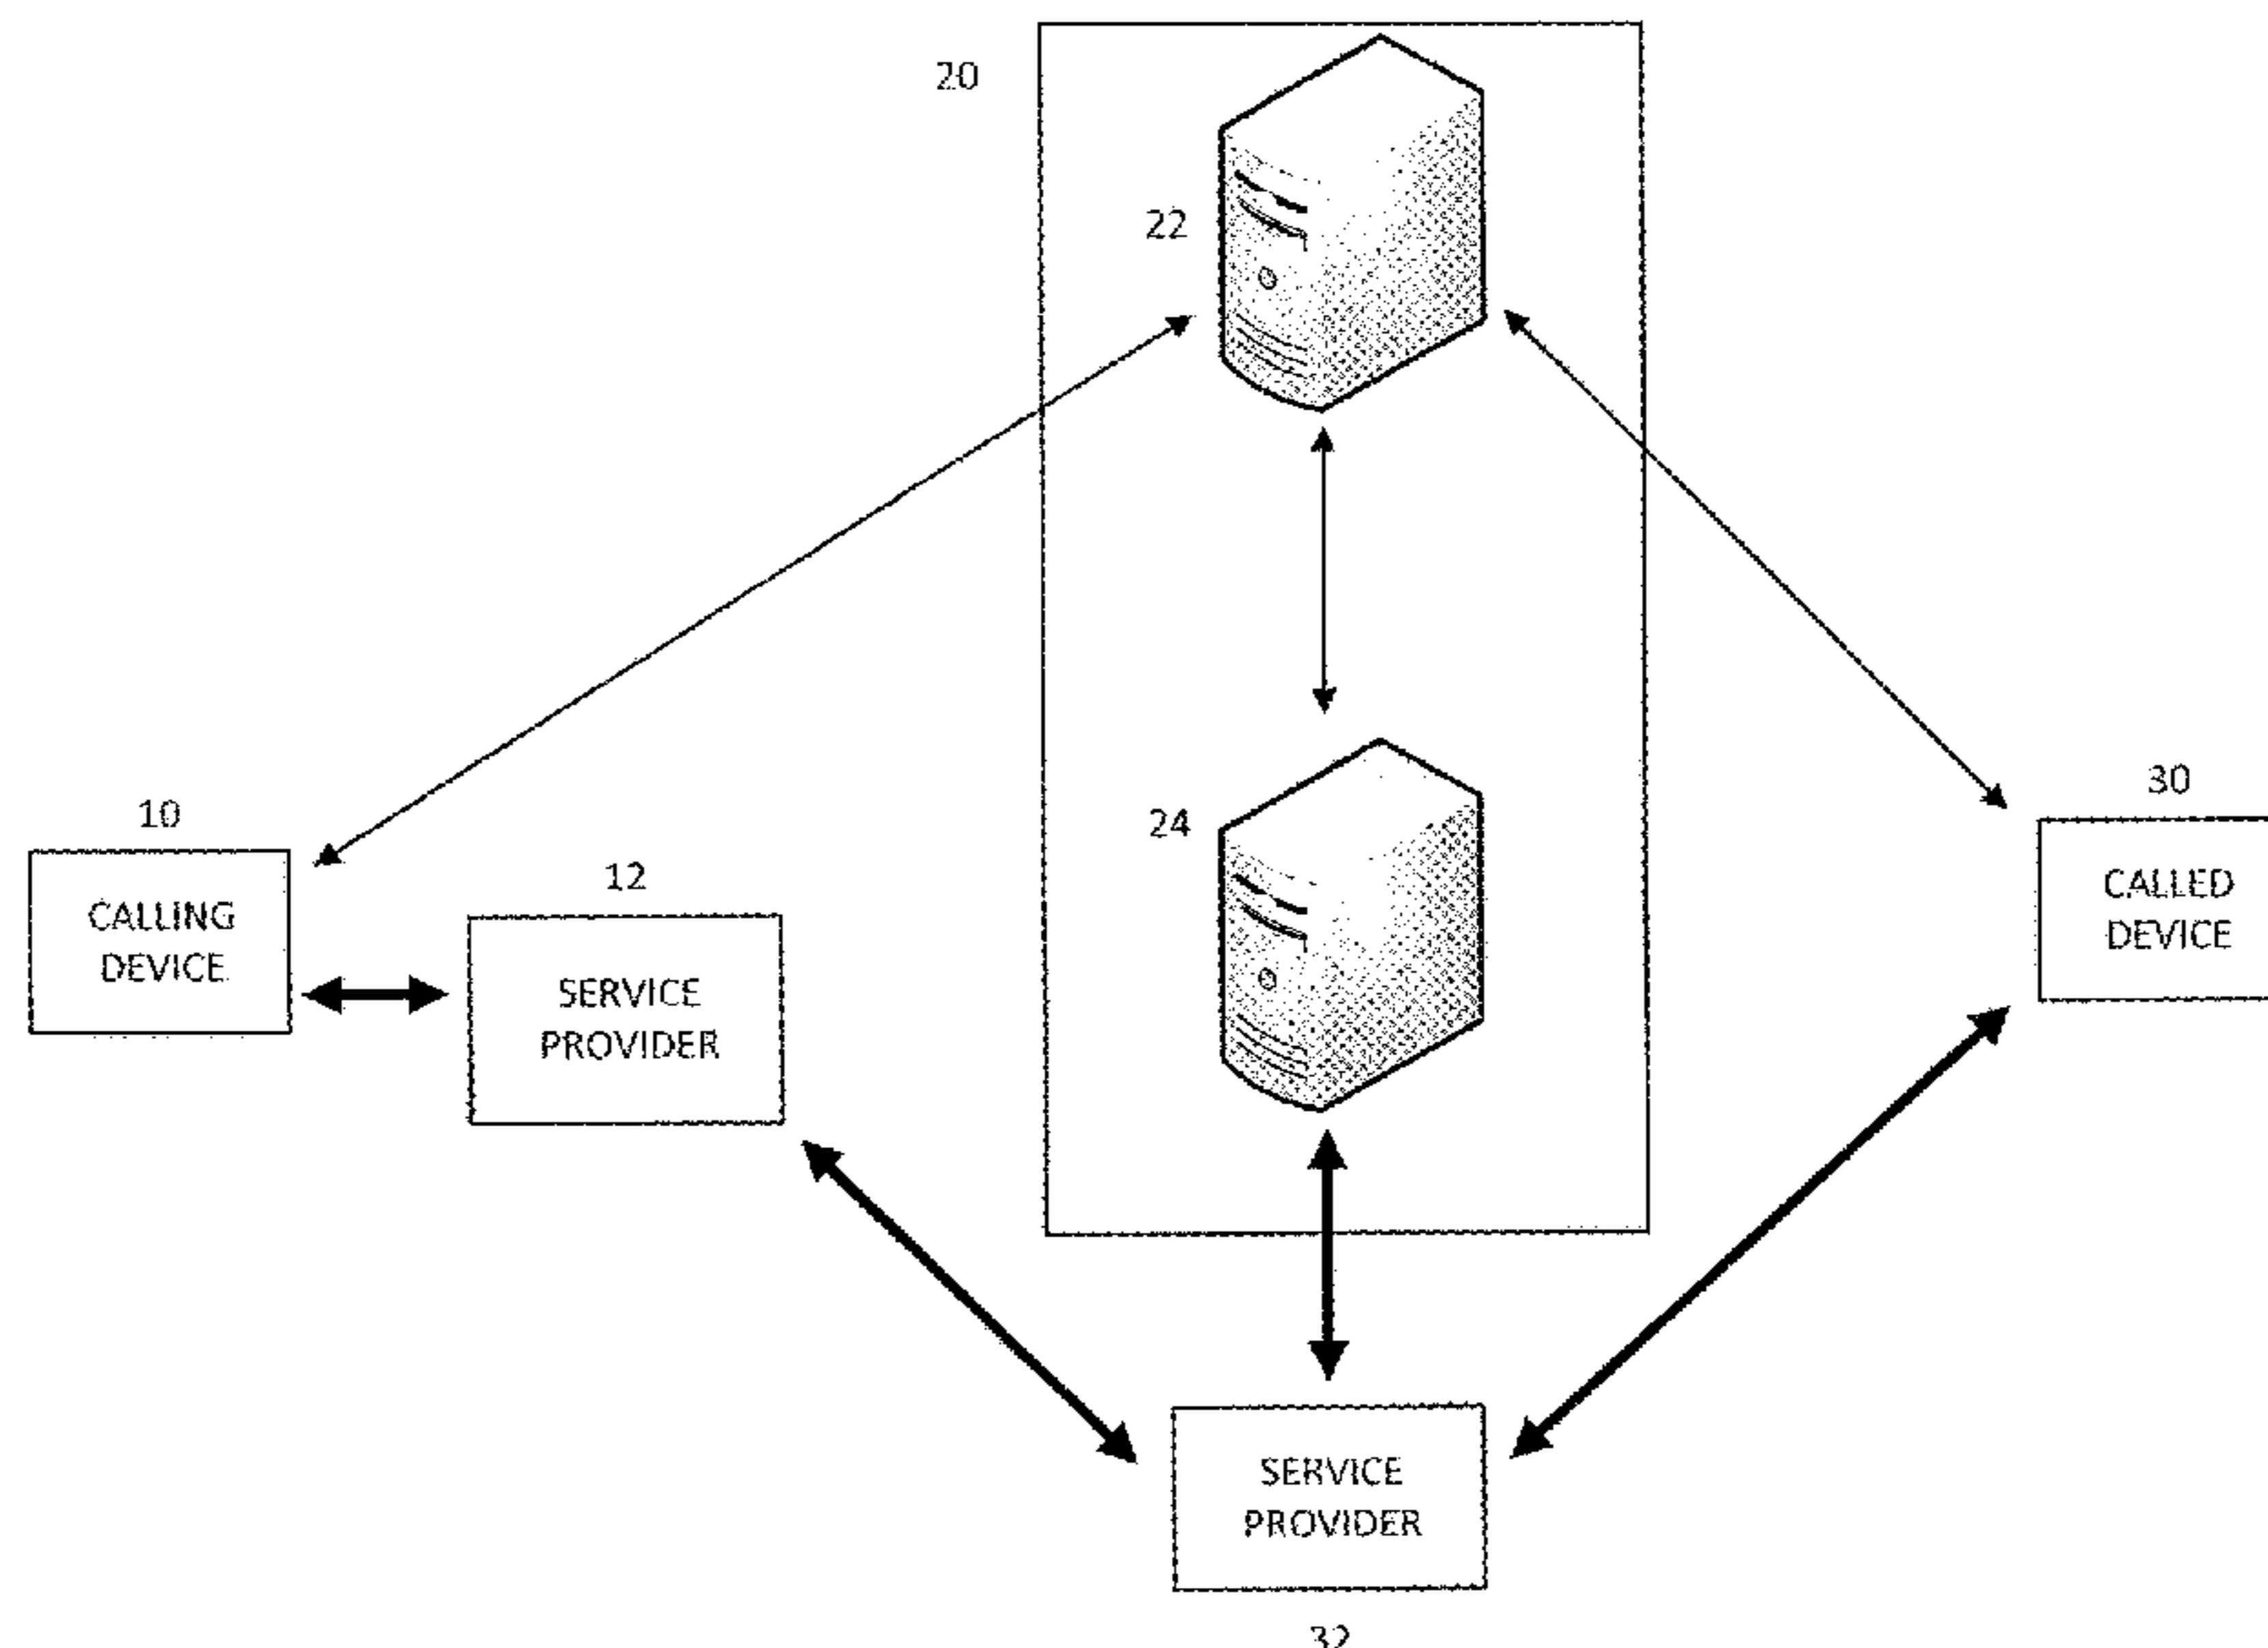 20
22
10
CALLING
DEVICE
12
SERVICE
PROVIDER
24
30
CALLED
DEVICE
SERVICE
PROVIDER
32